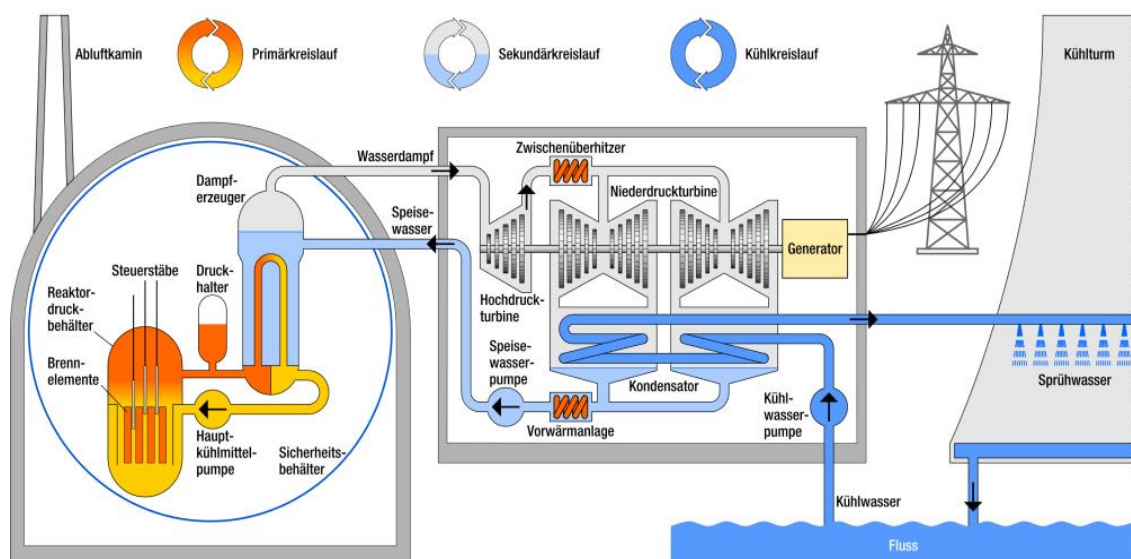 Abluftkamin
Primärkreislauf
Sekundärkreislauf
Kühlkreislauf
Kühlturm
Wasserdampf
Zwischenüberhitzer
Dampf-
erzeuger
Niederdruckturbine
Speise-
wasser
Generator
Steuerstäbe
Druck-
halter
Reaktor-
druck-
behälter
Hochdruck-
turbine
Brenn-
elemente
Speise-
wasser-
pumpe
Kondensator
Sprühwasser
Kühl-
wasser-
pumpe
Vorwärmanlage
Haupt-
kühlmittel-
pumpe
Sicherheits-
behälter
Kühlwasser
Fluss